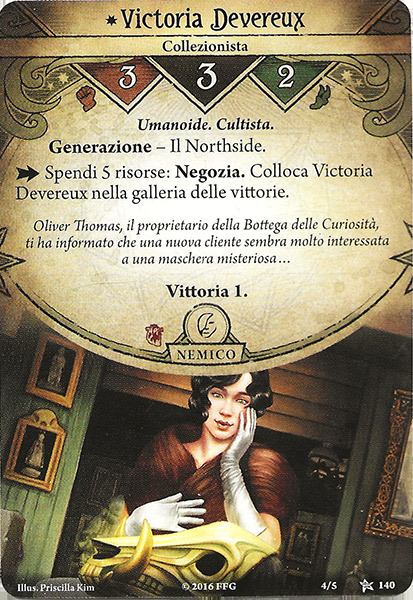 Victoria Devereux
Collezionista
3 3 2
Umanoide. Cultista.
Generazione – Il Northside.
Spendi 5 risorse: Negozia. Colloca Victoria
Devereux nella galleria delle vittorie.
Oliver Thomas, il proprietario della Bottega delle Curiosità,
ti ha informato che una nuova cliente sembra molto interessata
a una maschera misteriosa…
Vittoria 1.
NEMICO
Illus. Priscilla Kim © 2016 FFG 4/5 140